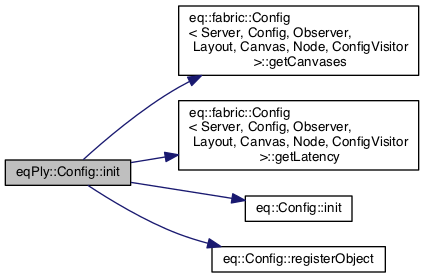 eqPly::Config::init
eq::fabric::Config
< Server, Config, Observer,
Layout, Canvas, Node, ConfigVisitor
>::getCanvases
eq::fabric::Config
< Server, Config, Observer,
Layout, Canvas, Node, ConfigVisitor
>::getLatency
eq::Config::init
eq::Config::registerObject